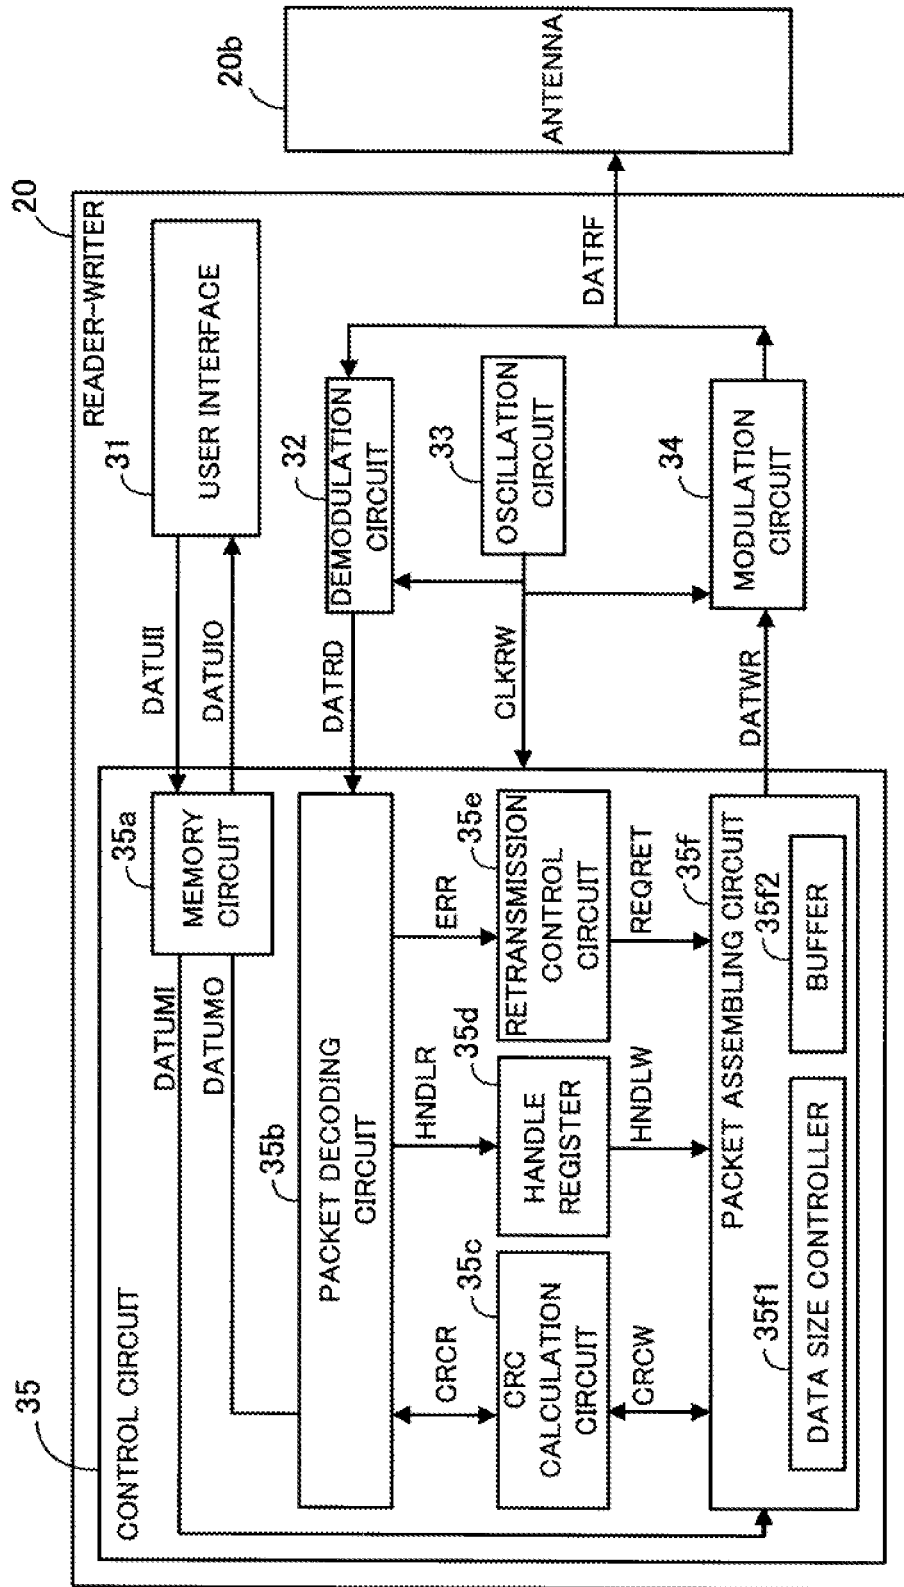 20
READER-WRITER
20b
ANTENNA
31
USER INTERFACE
DATUII
DATUIO
32
DEMODULATION
CIRCUIT
33
OSCILLATION
CIRCUIT
34
MODULATION
CIRCUIT
DATRF
DATRD
CLKRW
DATWR
35
CONTROL CIRCUIT
35a
MEMORY
CIRCUIT
DATUMI
DATUMO
35b
PACKET DECODING
CIRCUIT
CRCR
HNDLR
ERR
35c
CRC
CALCULATION
CIRCUIT
35d
HANDLE
REGISTER
35e
RETRANSMISSION
CONTROL
CIRCUIT
CRCW
HNDLW
REQRET
35f
PACKET ASSEMBLING CIRCUIT
35f1
DATA SIZE CONTROLLER
35f2
BUFFER